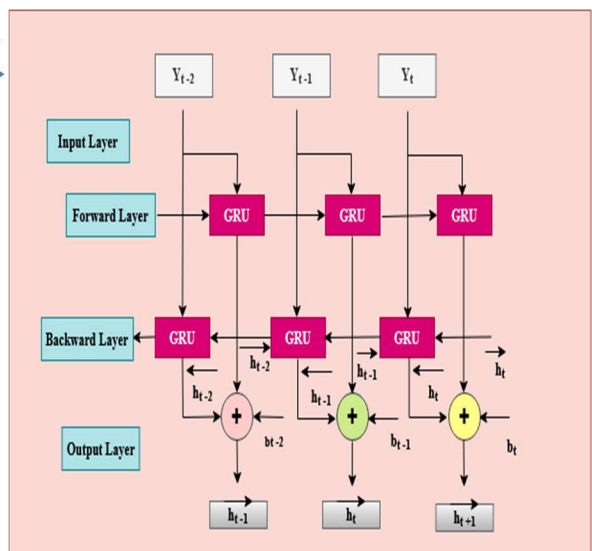 Yt-2 Yt-1 Yt
Input Layer
Forward Layer GRU GRU GRU
Backward Layer GRU GRU GRU
ht-2 ht-1 ht
ht-2 ht-1 ht
+ + +
bt-2 bt-1 bt
Output Layer
ht-1 ht ht+1